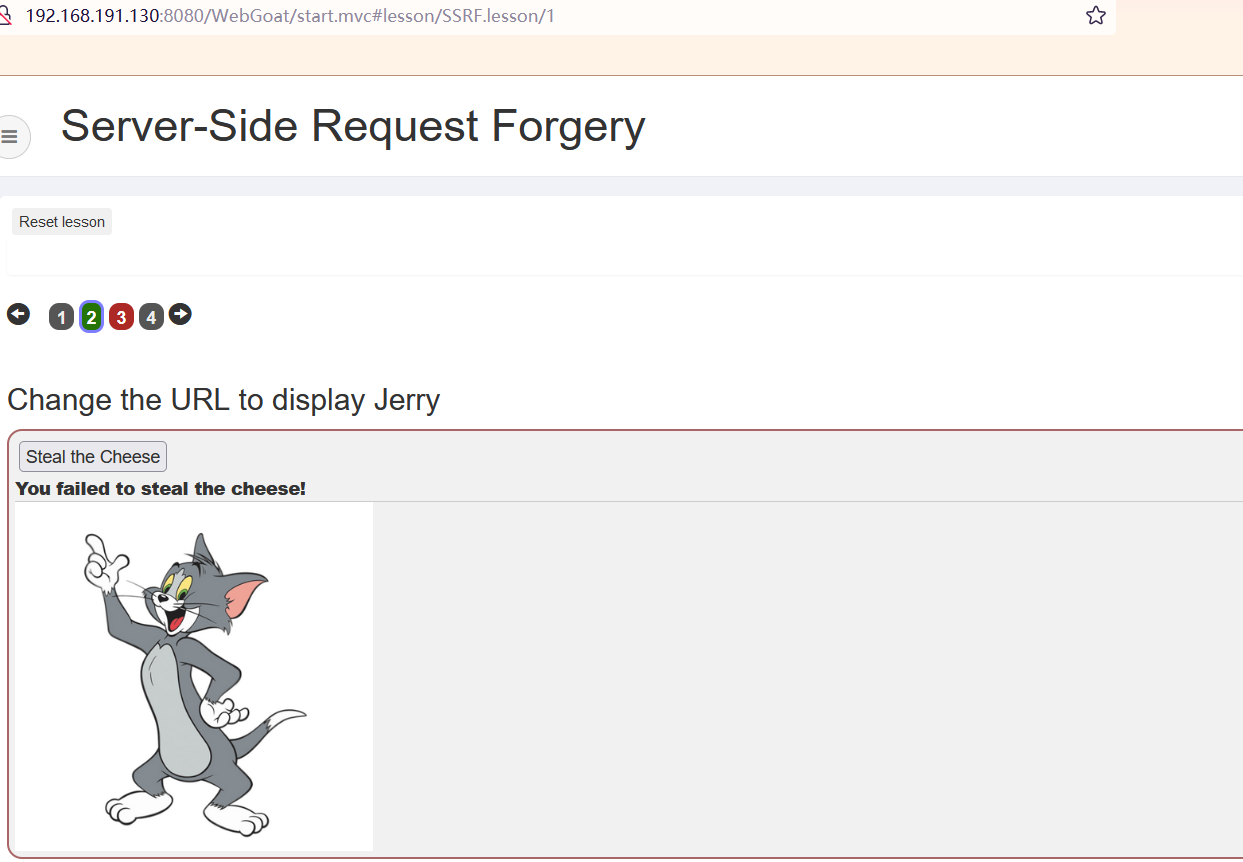 192.168.191.130:8080/WebGoat/start.mvc#lesson/SSRF.lesson/1
Server-Side Request Forgery
Reset lesson
1 2 3 4
Change the URL to display Jerry
Steal the Cheese
You failed to steal the cheese!